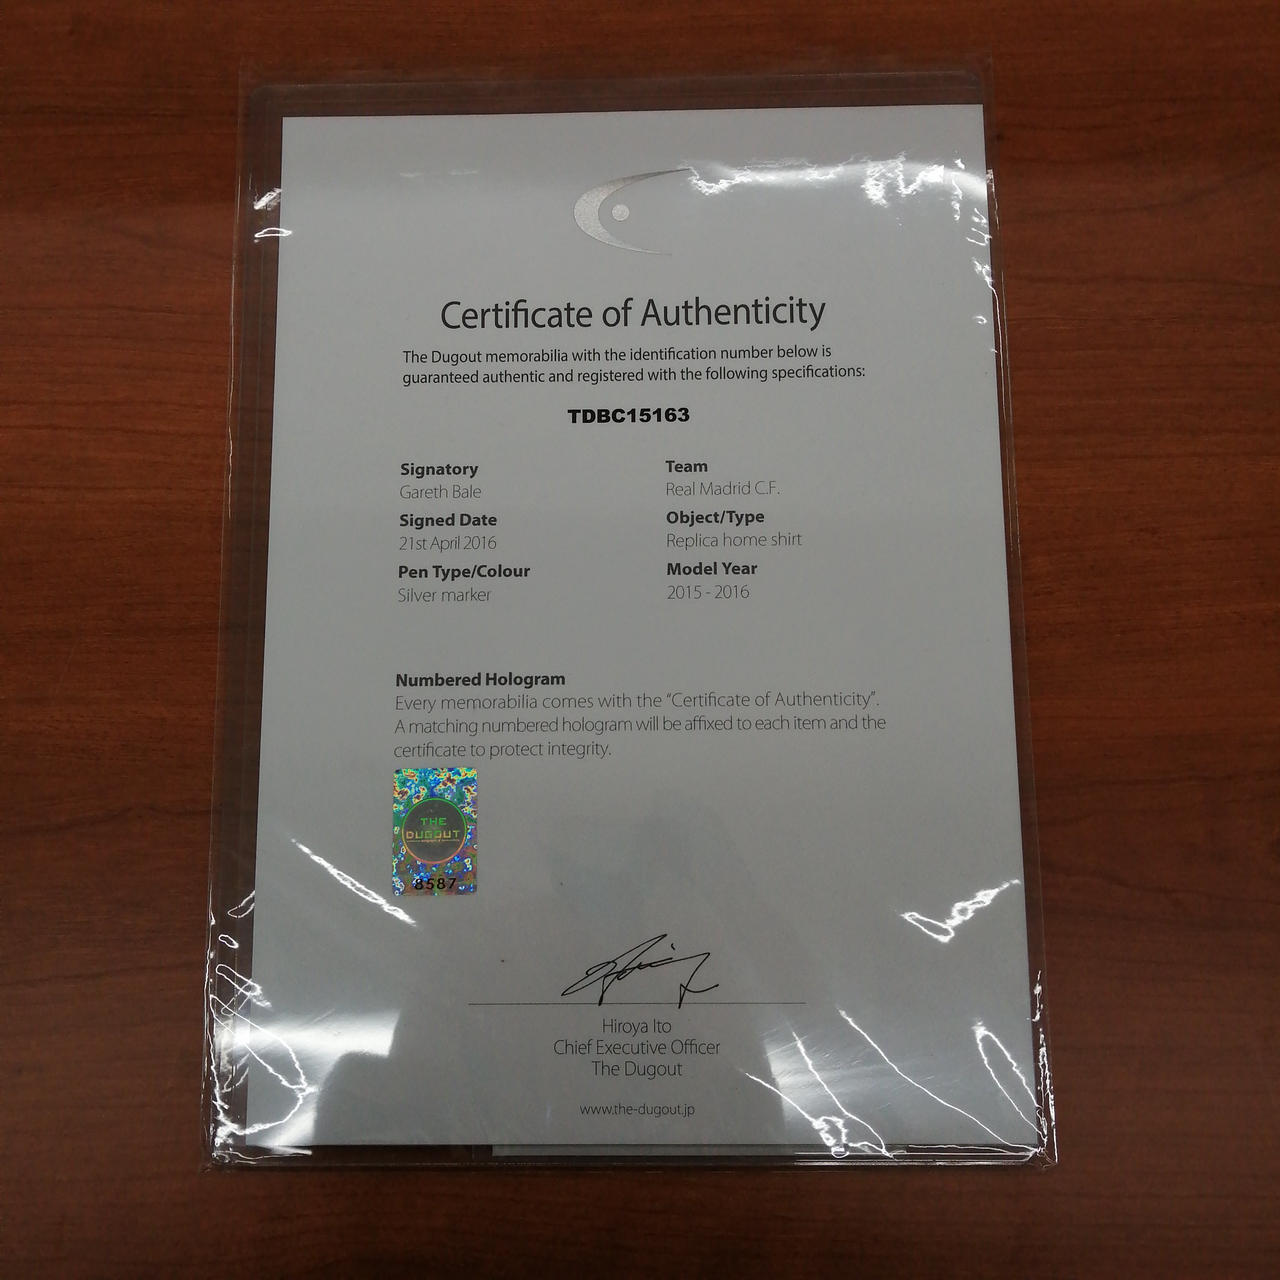 Certificate of Authenticity
The Dugout memorabilia with the identification number below is
guaranteed authentic and registered with the following specifications:
TDBC15163
Signatory
Gareth Bale
Team
Real Madrid C.F.
Signed Date
21st April 2016
Object/Type
Replica home shirt
Pen Type/Colour
Silver marker
Model Year
2015 - 2016
Numbered Hologram
Every memorabilia comes with the “Certificate of Authenticity”.
A matching numbered hologram will be affixed to each item and the
certificate to protect integrity.
THE
DUGOUT
8587
Hiroya Ito
Chief Executive Officer
The Dugout
www.the-dugout.jp